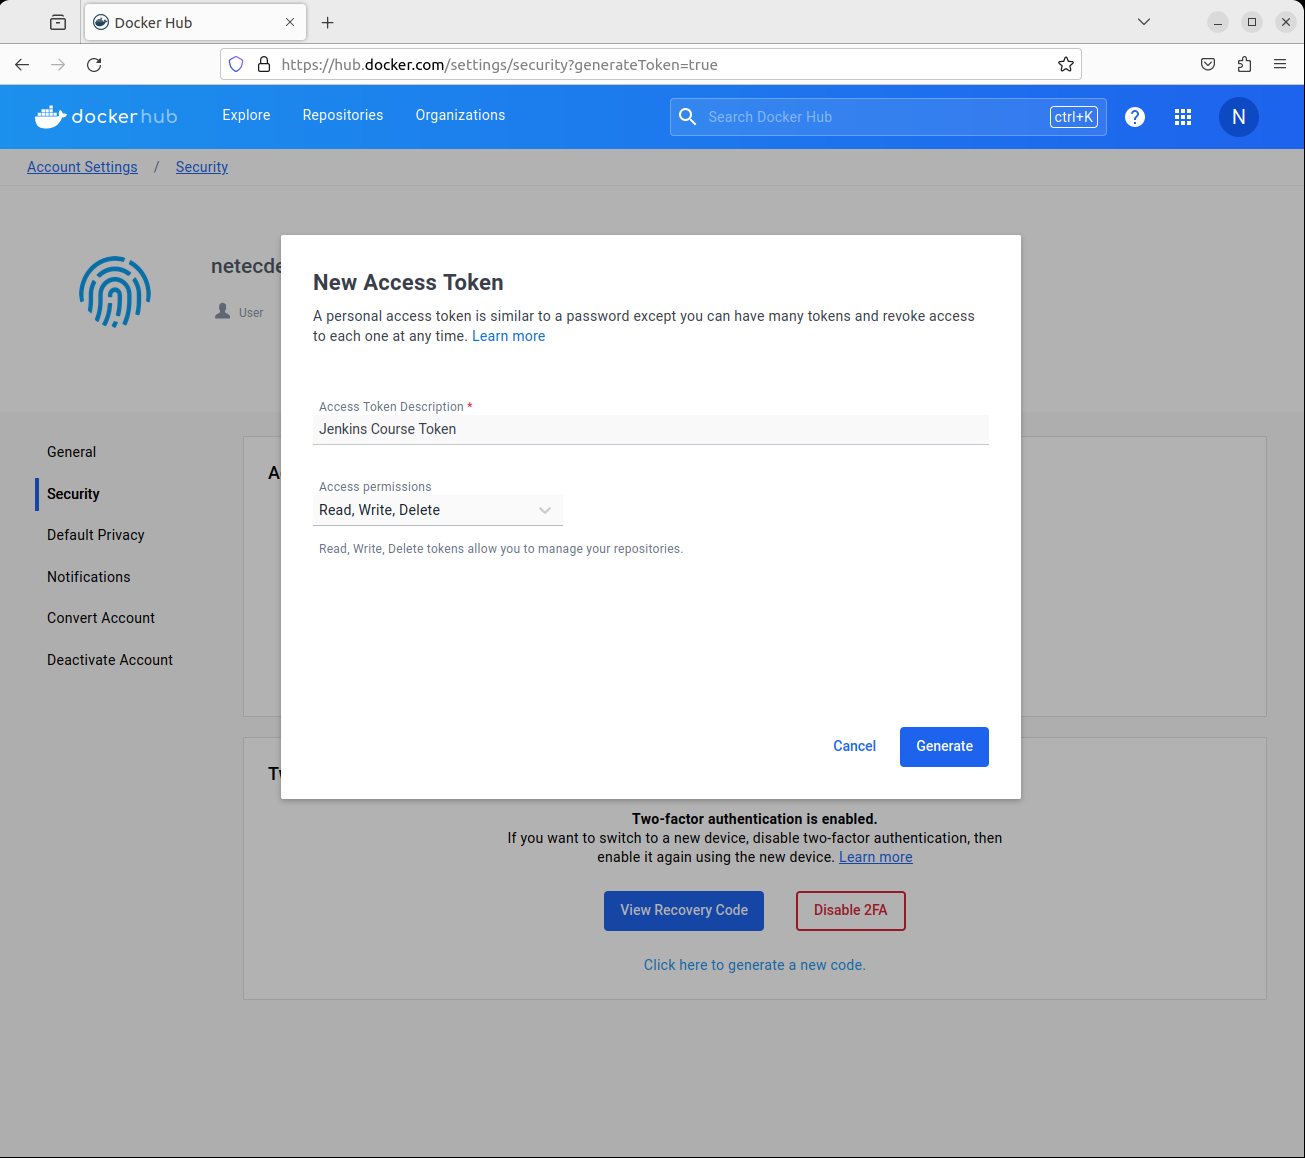 Docker Hub
https://hub.docker.com/settings/security?generateToken=true
dockerhub
Explore
Repositories
Organizations
Search Docker Hub
ctrl+K
?
N
Account Settings / Security
netecde
User
New Access Token
A personal access token is similar to a password except you can have many tokens and revoke access
to each one at any time. Learn more
Access Token Description *
Jenkins Course Token
Access permissions
Read, Write, Delete
Read, Write, Delete tokens allow you to manage your repositories.
Cancel
Generate
General
Security
Default Privacy
Notifications
Convert Account
Deactivate Account
Two-factor authentication is enabled.
If you want to switch to a new device, disable two-factor authentication, then
enable it again using the new device. Learn more
View Recovery Code
Disable 2FA
Click here to generate a new code.